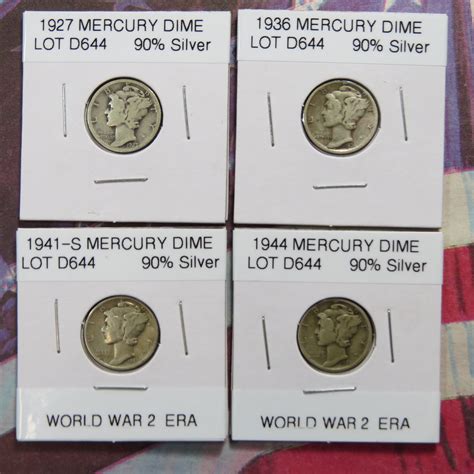 1927 MERCURY DIME
LOT D644 90% Silver
1936 MERCURY DIME
LOT D644 90% Silver
1941-S MERCURY DIME
LOT D644 90% Silver
WORLD WAR 2 ERA
1944 MERCURY DIME
LOT D644 90% Silver
WORLD WAR 2 ERA